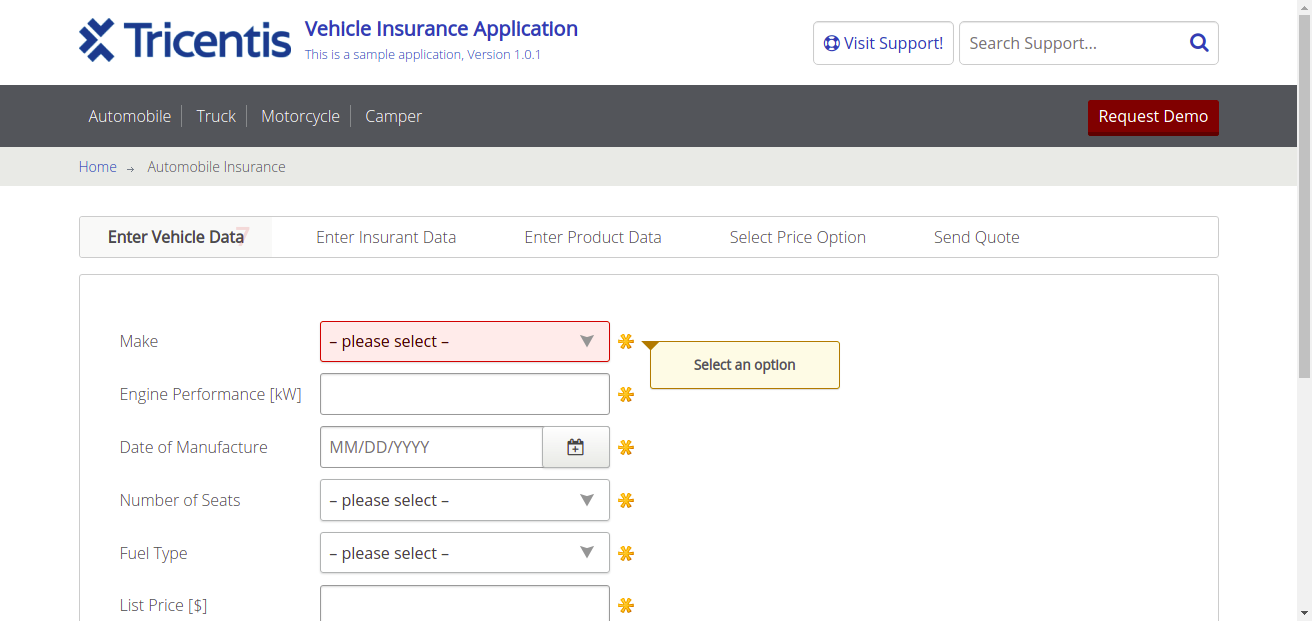 Tricentis
Vehicle Insurance Application
This is a sample application, Version 1.0.1
Visit Support!
Search Support...
Automobile Truck Motorcycle Camper
Request Demo
Home → Automobile Insurance
Enter Vehicle Data 7 Enter Insurant Data Enter Product Data Select Price Option Send Quote
Make – please select –
Select an option
Engine Performance [kW]
Date of Manufacture MM/DD/YYYY
Number of Seats – please select –
Fuel Type – please select –
List Price [$]